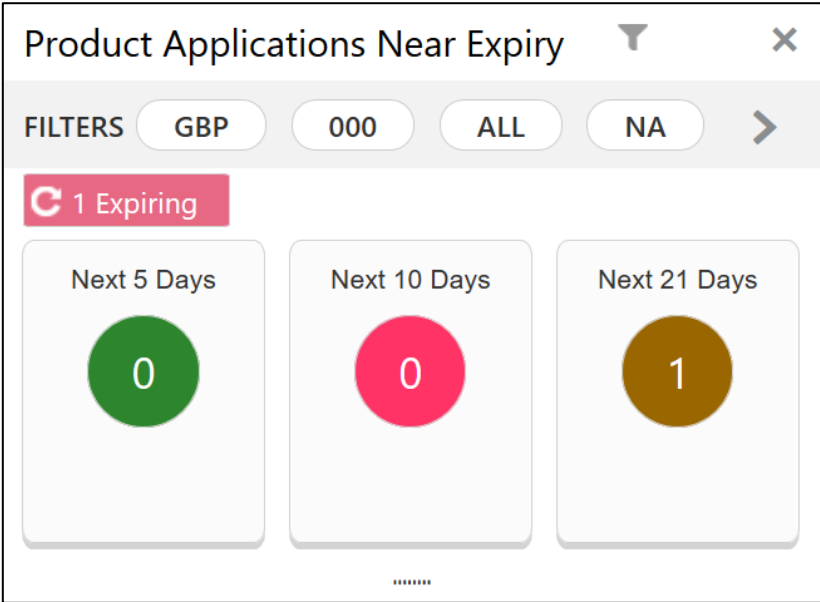 Product Applications Near Expiry
FILTERS GBP 000 ALL NA
1 Expiring
Next 5 Days Next 10 Days Next 21 Days
0 0 1